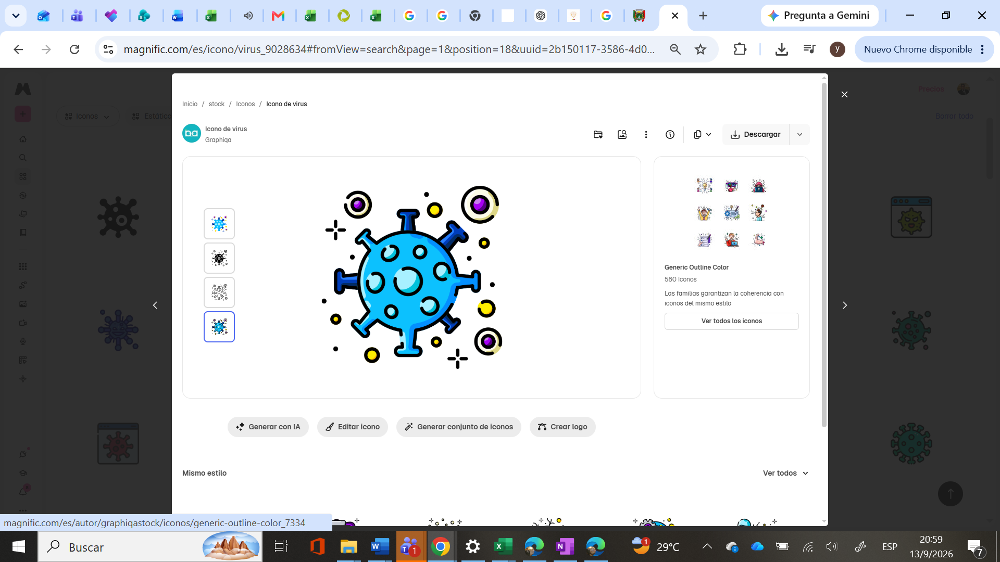 Pregunta a Gemini
magnific.com/es/icono/virus_9028634#fromView=search&page=1&position=18&uuid=2b150117-3586-4d0...
y
Nuevo Chrome disponible
Precios
Iconos
Estático
Borrar todo
Inicio / stock / Iconos / Icono de virus
Icono de virus
Graphiqa
Descargar
Generic Outline Color
580 Iconos
Las familias garantizan la coherencia con
iconos del mismo estilo
Ver todos los iconos
Generar con IA
Editar icono
Generar conjunto de iconos
Crear logo
Mismo estilo
Ver todos
magnific.com/es/autor/graphiqastock/iconos/generic-outline-color_7334
Buscar
1
1
29°C
ESP
20:59
13/9/2026
7